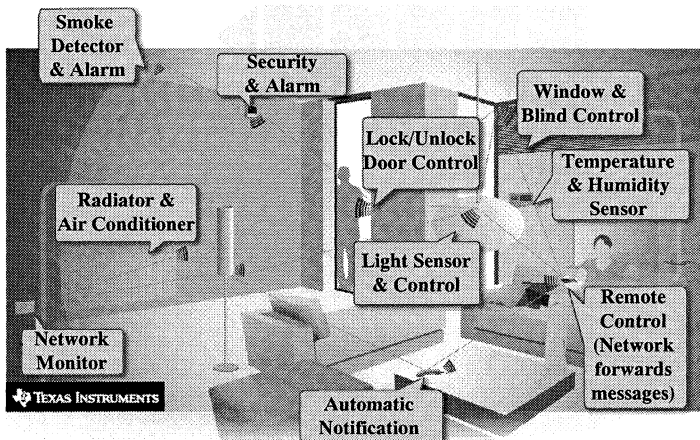 Smoke
Detector
& Alarm
Security
& Alarm
Window &
Blind Control
Lock/Unlock
Door Control
Temperature
& Humidity
Sensor
Radiator &
Air Conditioner
Light Sensor
& Control
Remote
Control
(Network
forwards
messages)
Network
Monitor
TEXAS INSTRUMENTS
Automatic
Notification